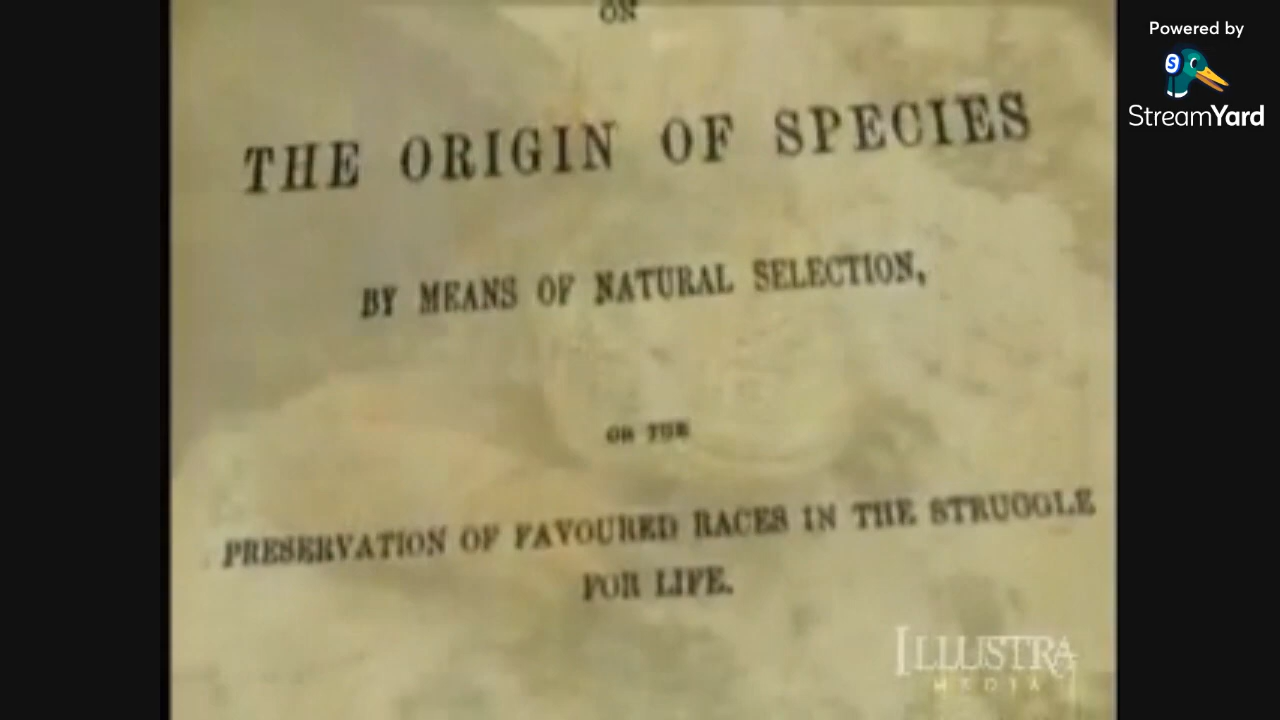 ON
THE ORIGIN OF SPECIES
BY MEANS OF NATURAL SELECTION,
OR THE
PRESERVATION OF FAVOURED RACES IN THE STRUGGLE
FOR LIFE.
ILLUSTRA
MEDIA
Powered by
S
StreamYard